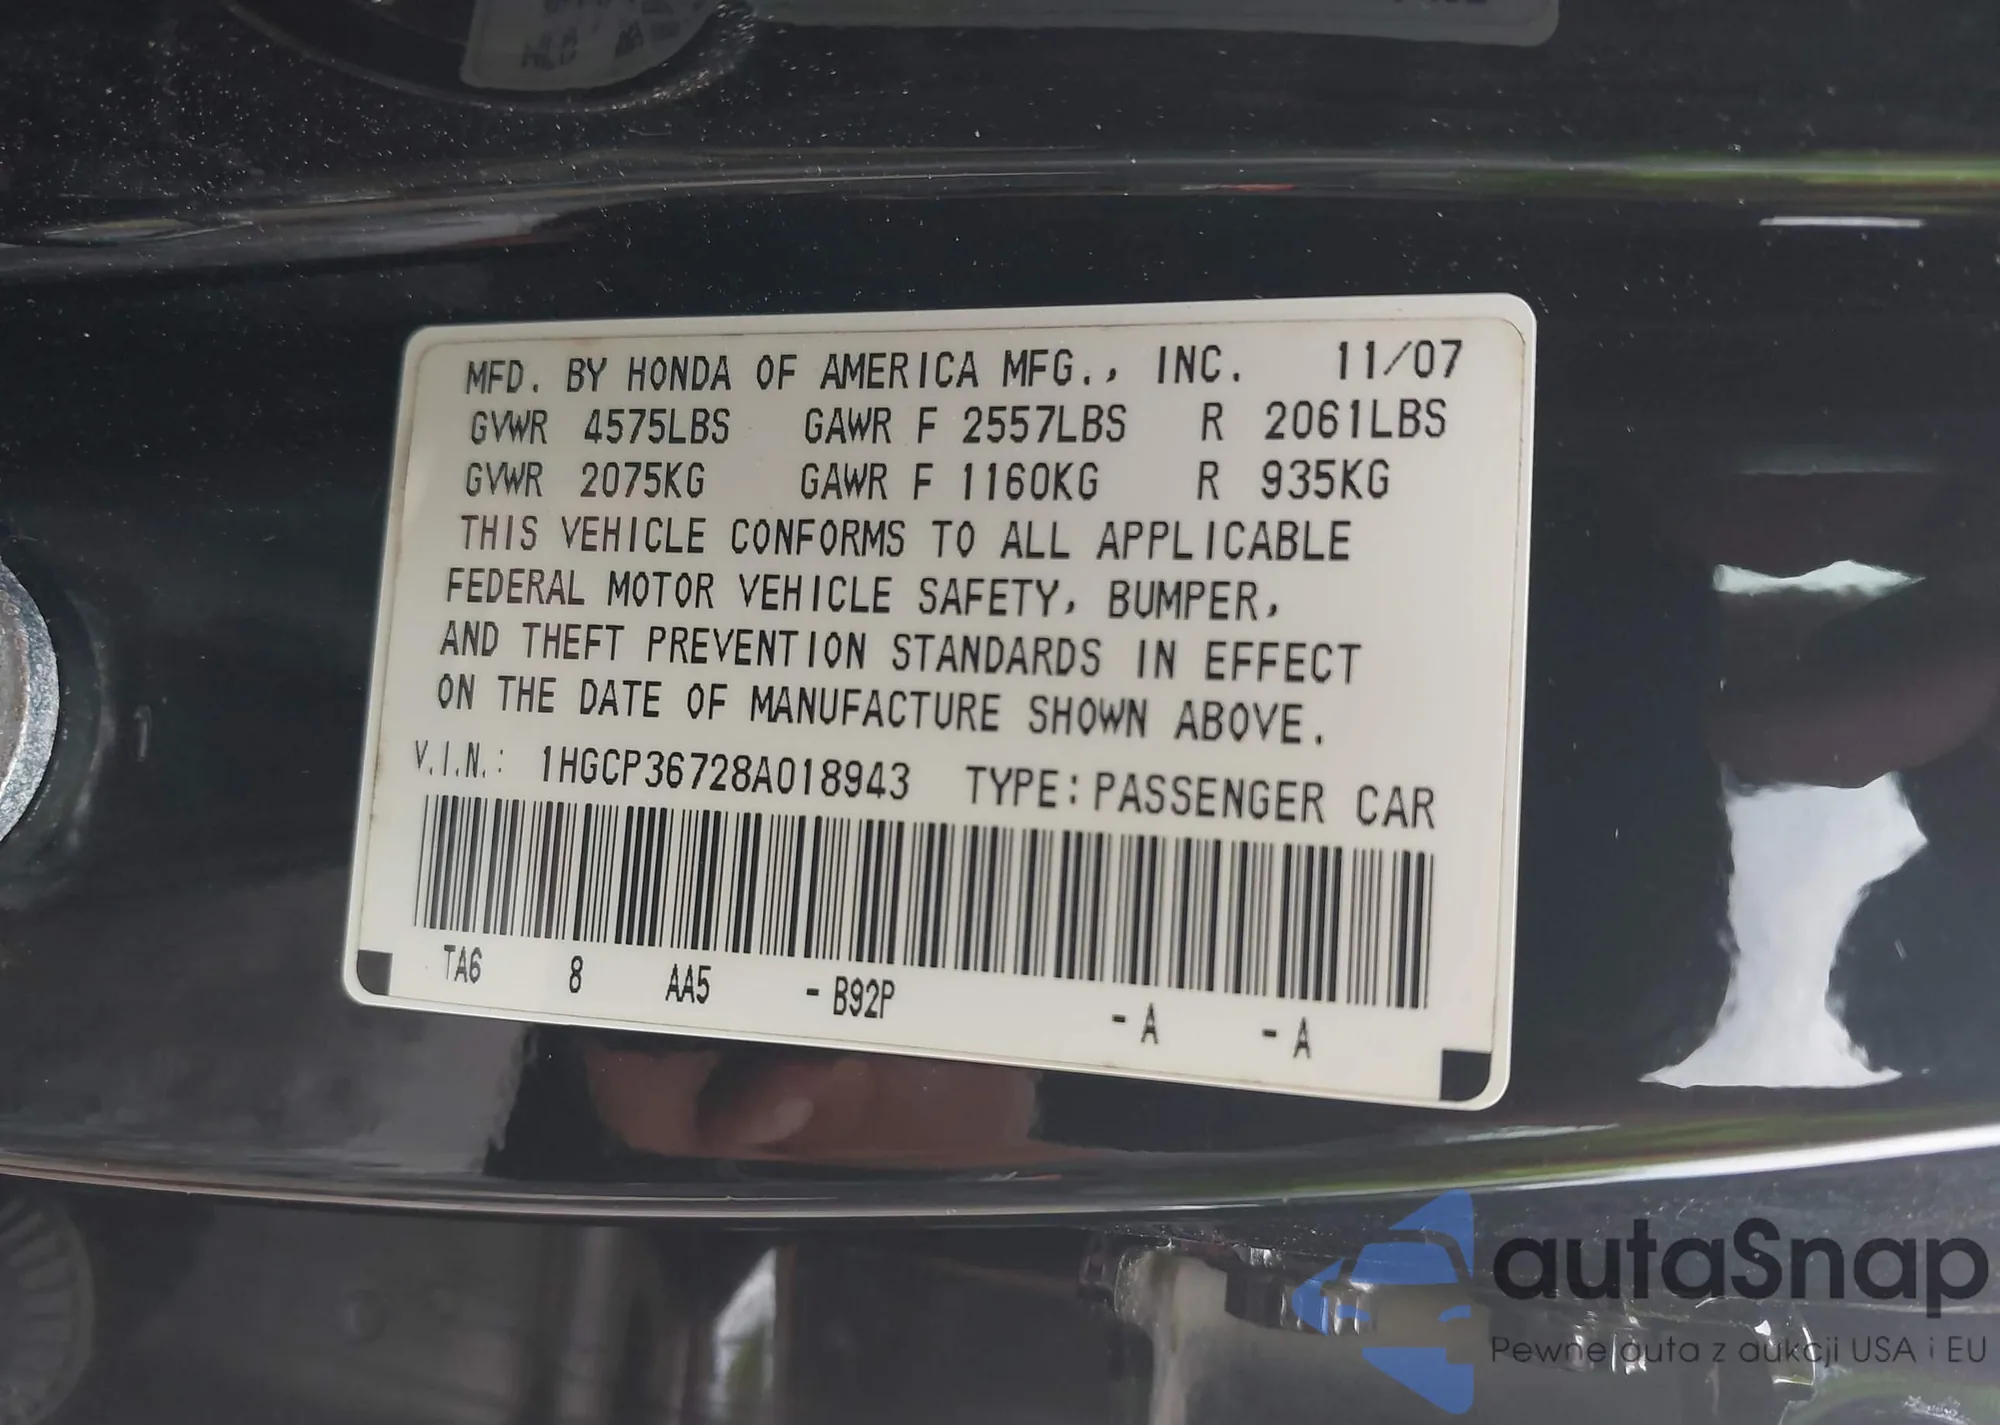 MFD. BY HONDA OF AMERICA MFG., INC. 11/07
GVWR 4575LBS GAWR F 2557LBS R 2061LBS
GVWR 2075KG GAWR F 1160KG R 935KG
THIS VEHICLE CONFORMS TO ALL APPLICABLE
FEDERAL MOTOR VEHICLE SAFETY, BUMPER,
AND THEFT PREVENTION STANDARDS IN EFFECT
ON THE DATE OF MANUFACTURE SHOWN ABOVE.
V.I.N.: 1HGCP36728A018943 TYPE: PASSENGER CAR
TA6 8 AA5 - B92P - A - A
autaSnap
Pewne auta z aukcji USA i EU